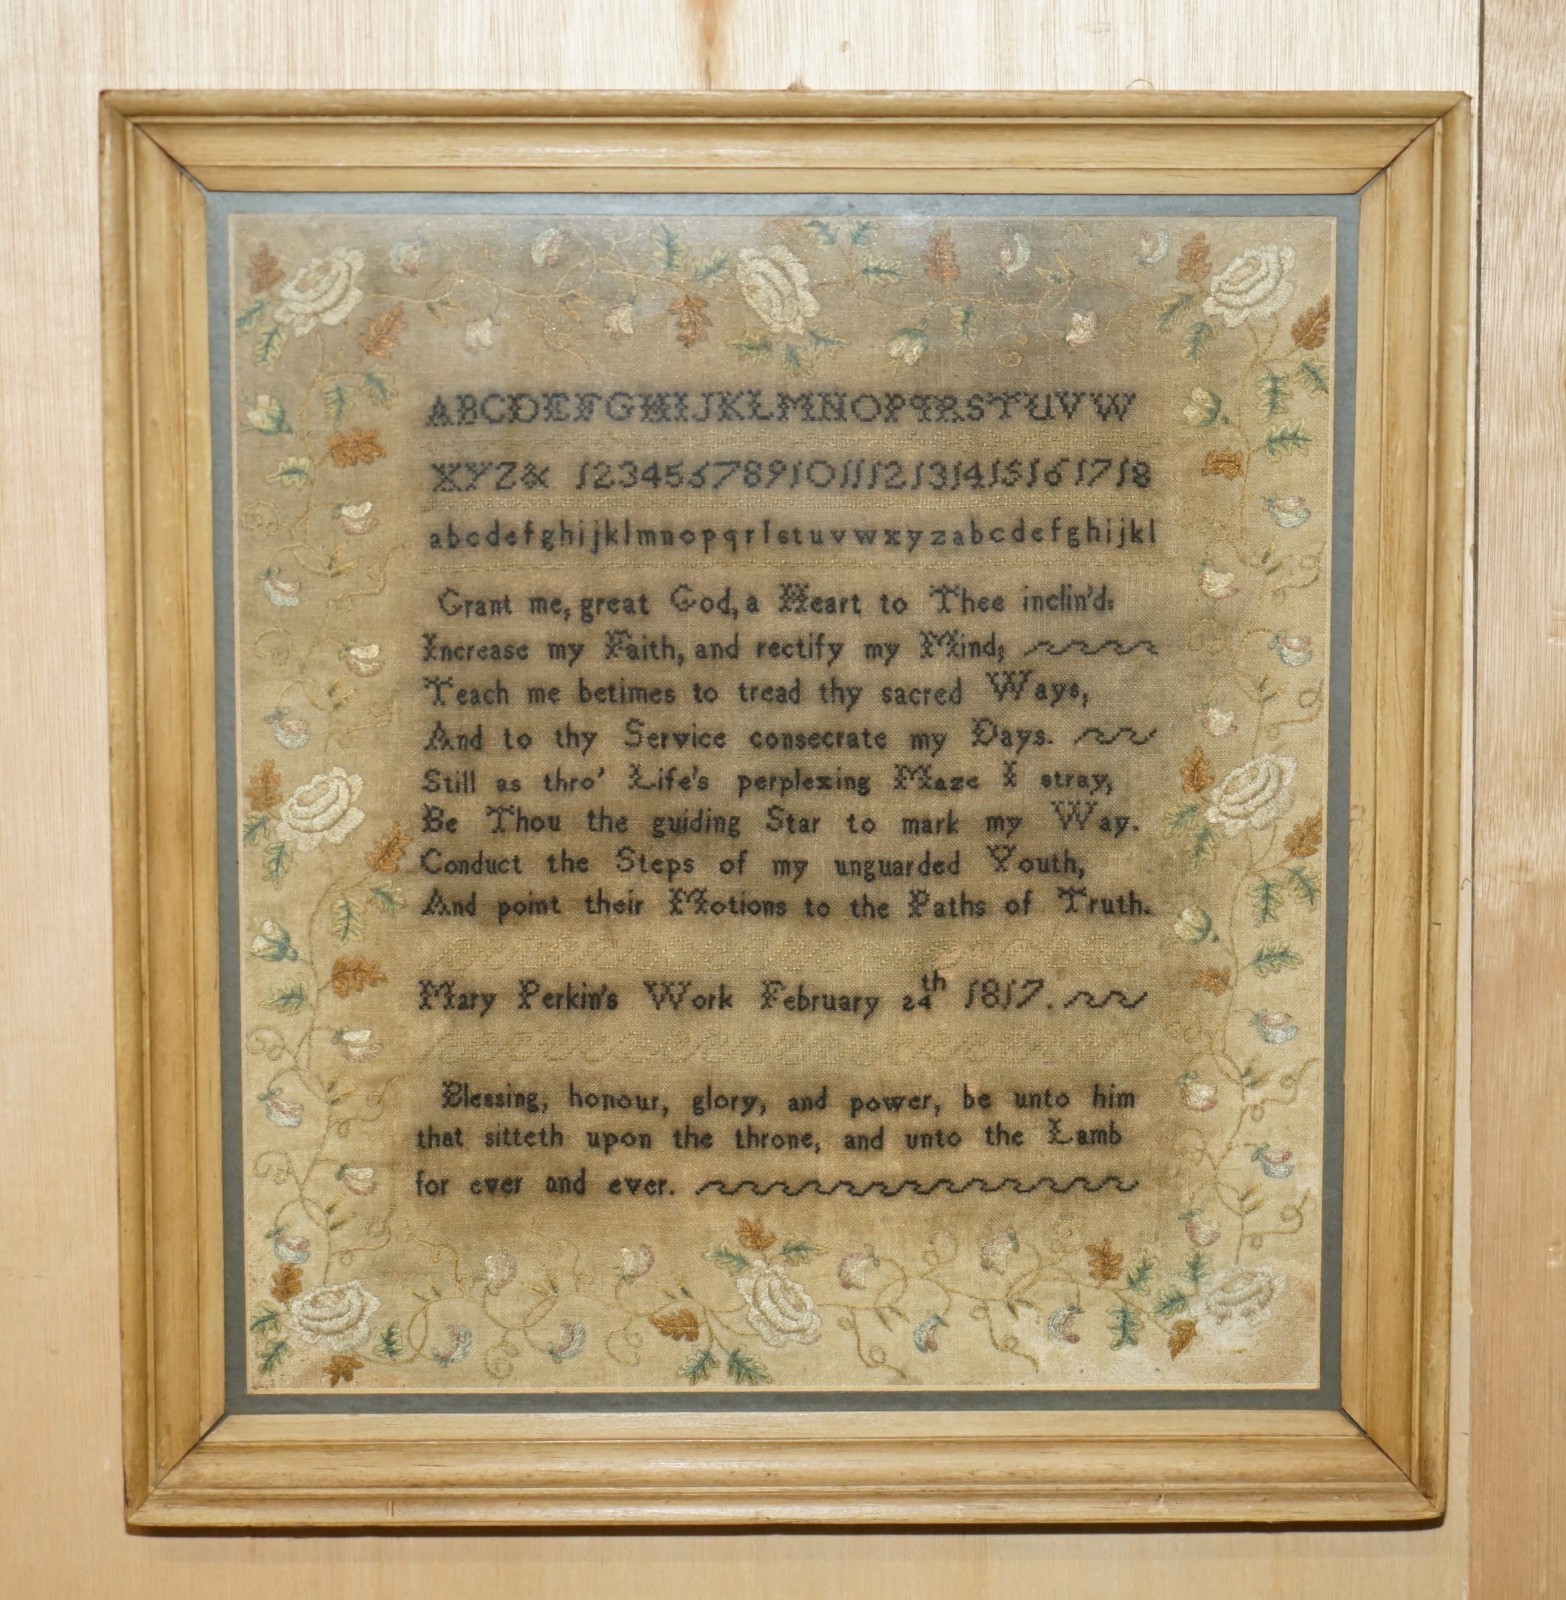 ABCDEFGHIJKLMNOPQRSTUVW
XYZ& 123456789101112131415161718
abcdefghijklmnopqrſstuvwxyzabcdefghijkl
Grant me, great God, a Heart to Thee inclin'd:
Increase my Faith, and rectify my Mind;
Teach me betimes to tread thy sacred Ways,
And to thy Service consecrate my Days.
Still as thro' Life's perplexing Maze I stray,
Be Thou the guiding Star to mark my Way.
Conduct the Steps of my unguarded Youth,
And point their Motions to the Paths of Truth.
Mary Perkin's Work February 24th 1817.
Blessing, honour, glory, and power, be unto him
that sitteth upon the throne, and unto the Lamb
for ever and ever.